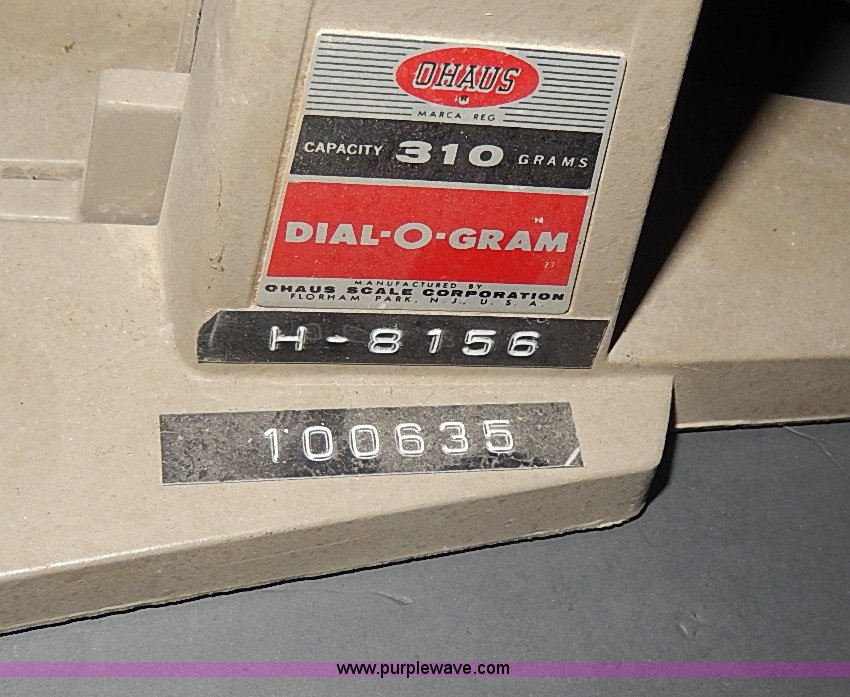 OHAUS
R
MARCA REG
CAPACITY 310 GRAMS
DIAL-O-GRAM
MANUFACTURED BY
OHAUS SCALE CORPORATION
FLORHAM PARK, N.J., U.S.A.
H-8156
100635
www.purplewave.com